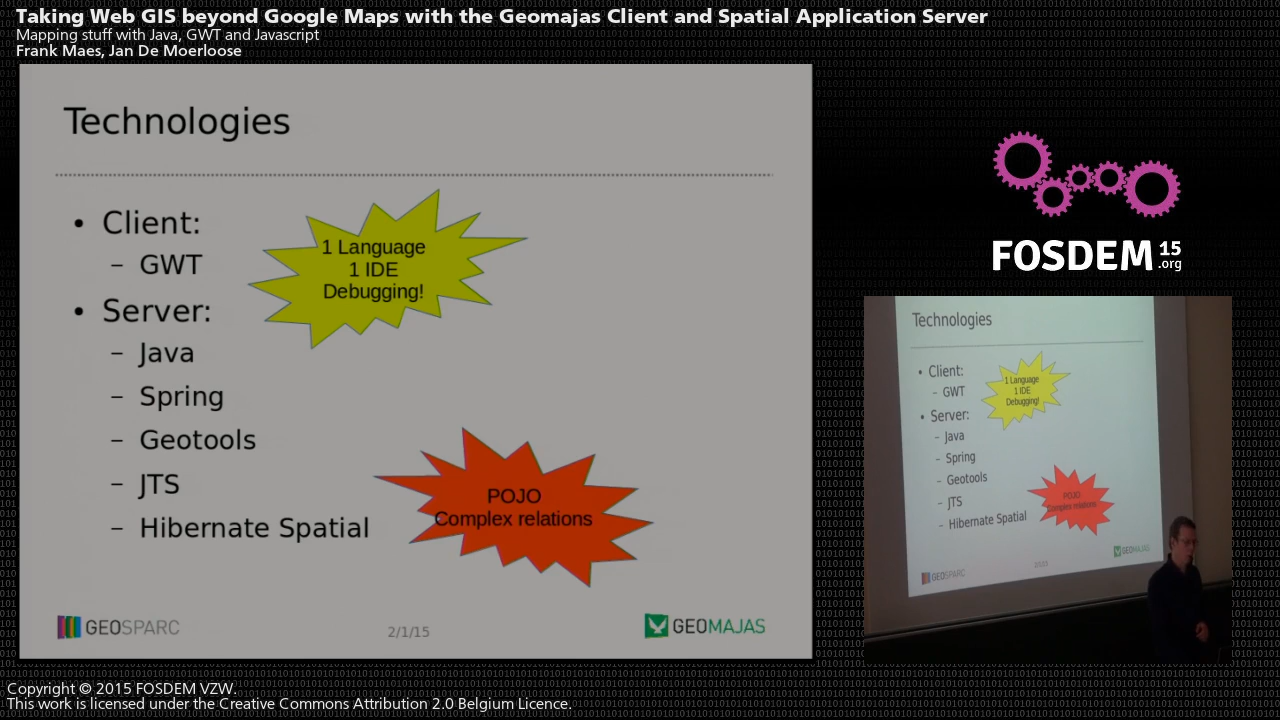 Taking Web GIS beyond Google Maps with the Geomajas Client and Spatial Application Server
Mapping stuff with Java, GWT and Javascript
Frank Maes, Jan De Moerloose
Technologies
• Client:
– GWT
• Server:
– Java
– Spring
– Geotools
– JTS
– Hibernate Spatial
1 Language
1 IDE
Debugging!
POJO
Complex relations
GEOSPARC
2/1/15
GEOMAJAS
FOSDEM 15
.org
Technologies
• Client:
– GWT
• Server:
– Java
– Spring
– Geotools
– JTS
– Hibernate Spatial
1 Language
1 IDE
Debugging!
POJO
Complex relations
GEOSPARC
GEOMAJAS
Copyright © 2015 FOSDEM VZW.
This work is licensed under the Creative Commons Attribution 2.0 Belgium Licence.